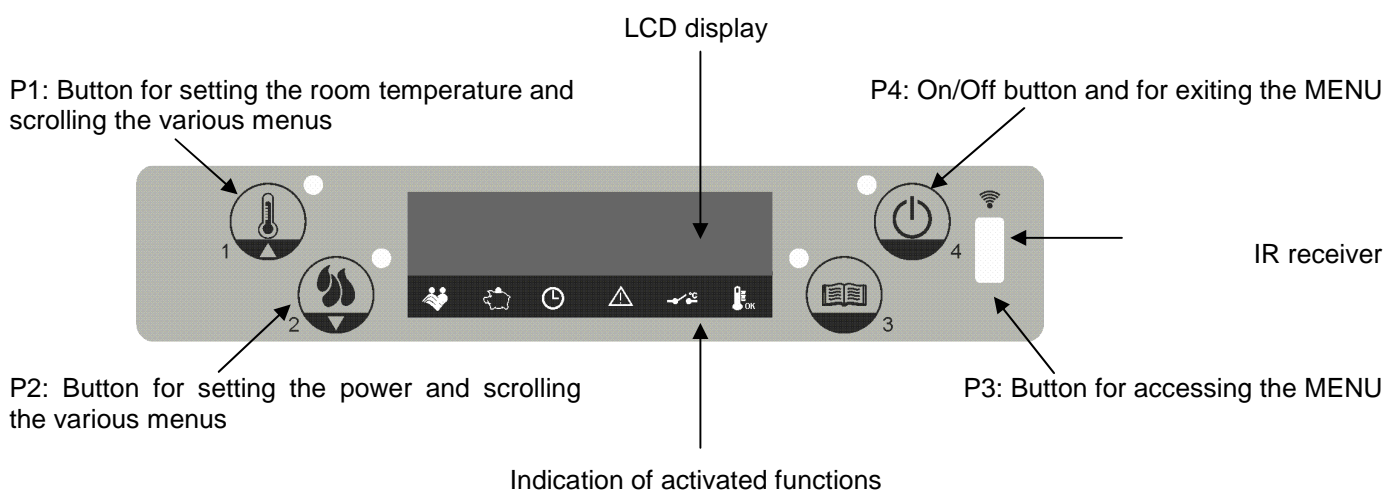 LCD display
P1: Button for setting the room temperature and
scrolling the various menus
P4: On/Off button and for exiting the MENU
1
4
IR receiver
2
°C
OK
3
P2: Button for setting the power and scrolling
the various menus
P3: Button for accessing the MENU
Indication of activated functions